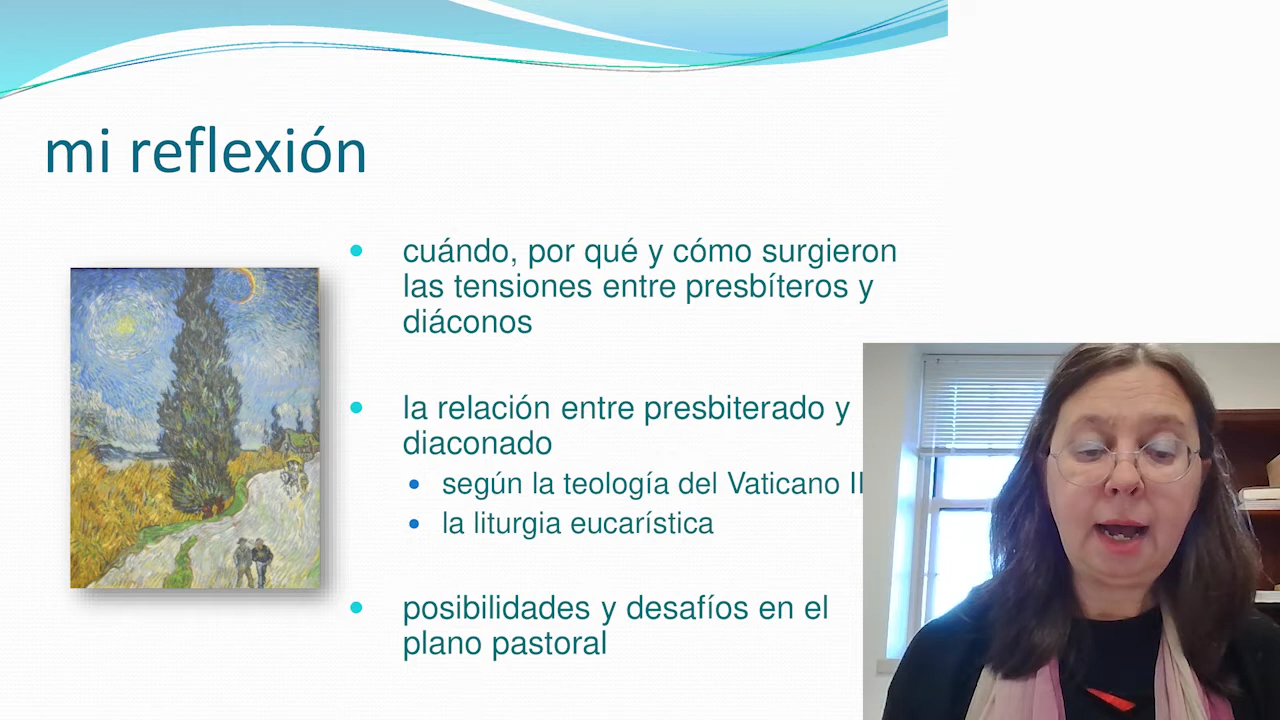 mi reflexión
cuándo, por qué y cómo surgieron
las tensiones entre presbíteros y
diáconos
la relación entre presbiterado y
diaconado
según la teología del Vaticano II
la liturgia eucarística
posibilidades y desafíos en el
plano pastoral